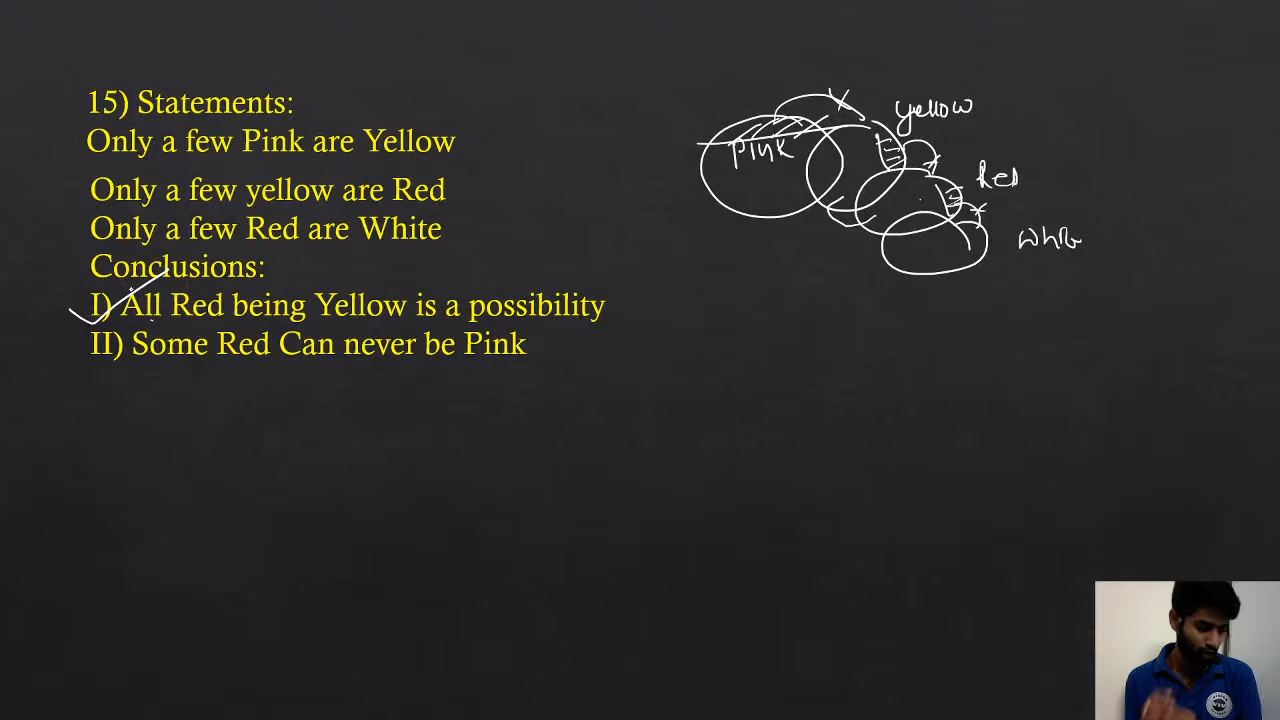 15) Statements:
Only a few Pink are Yellow
Only a few yellow are Red
Only a few Red are White
Conclusions:
I) All Red being Yellow is a possibility
II) Some Red Can never be Pink
Yellow
Pink
Red
White